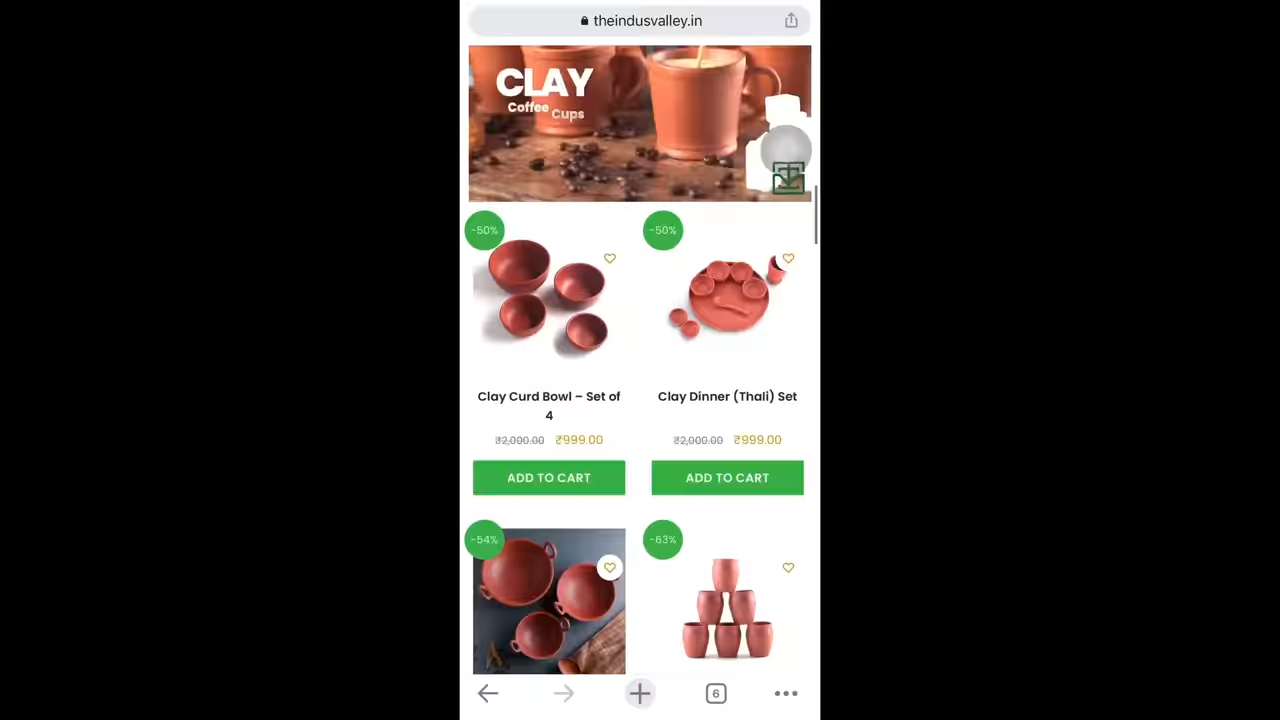 theindusvalley.in
CLAY
Coffee Cups
-50%
-50%
Clay Curd Bowl – Set of
4
₹2,000.00 ₹999.00
ADD TO CART
Clay Dinner (Thali) Set
₹2,000.00 ₹999.00
ADD TO CART
-54%
-63%
6